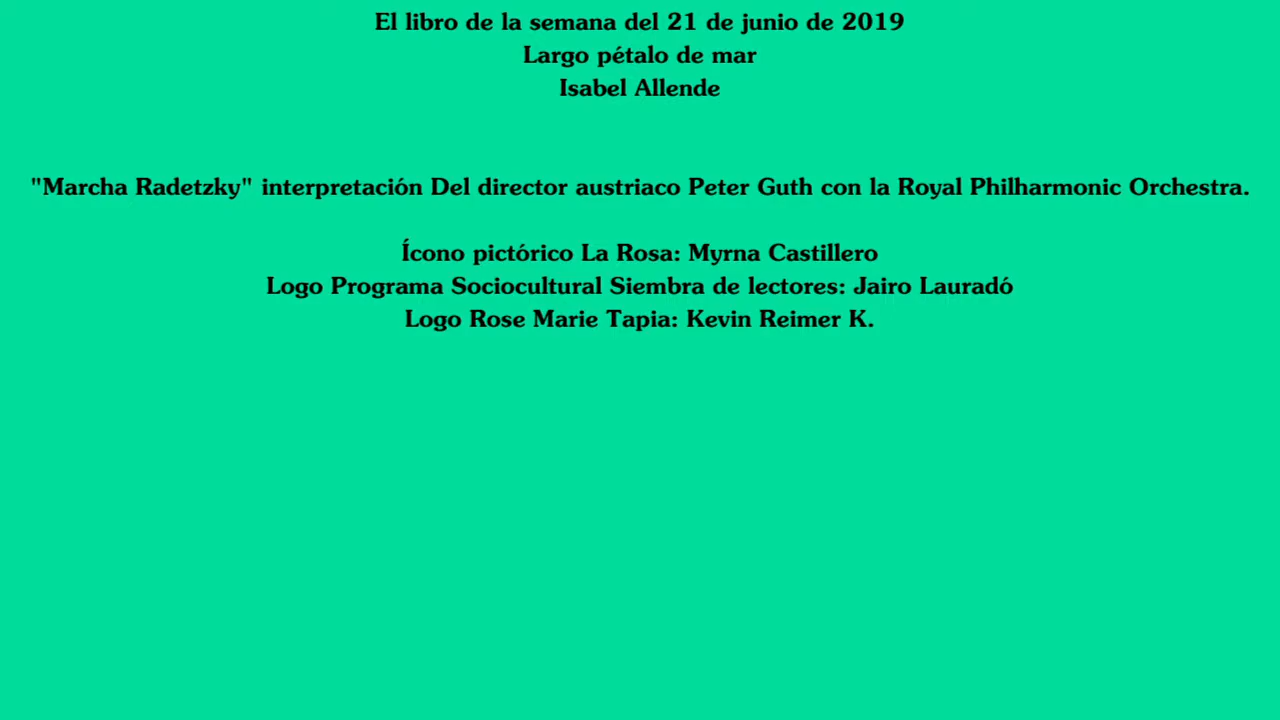 El libro de la semana del 21 de junio de 2019
Largo pétalo de mar
Isabel Allende
"Marcha Radetzky" interpretación Del director austriaco Peter Guth con la Royal Philharmonic Orchestra.
Ícono pictórico La Rosa: Myrna Castillero
Logo Programa Sociocultural Siembra de lectores: Jairo Lauradó
Logo Rose Marie Tapia: Kevin Reimer K.